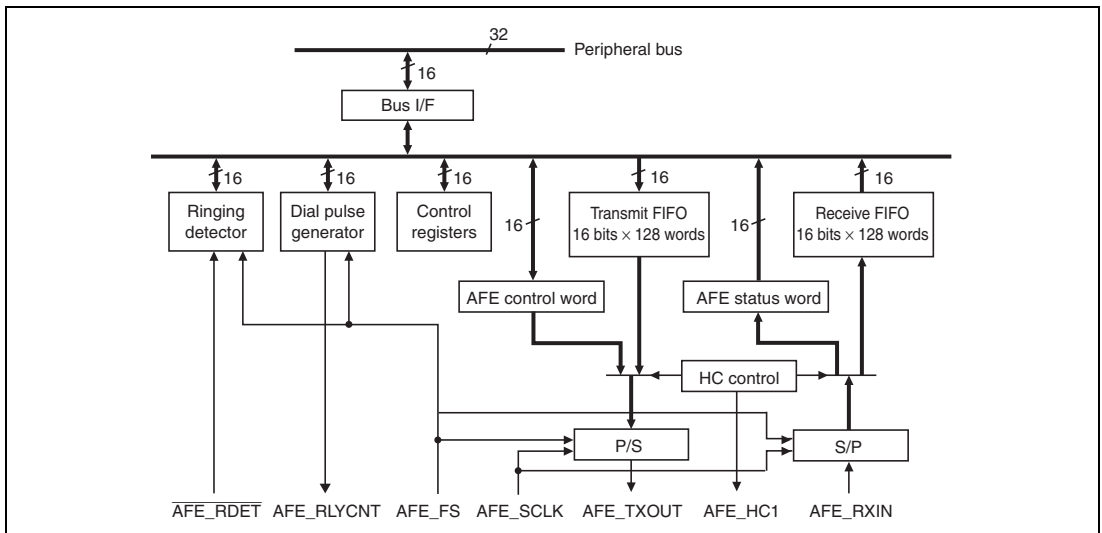 32
Peripheral bus
16
Bus I/F
16
16
16
16
16
Ringing
detector
Dial pulse
generator
Control
registers
16
Transmit FIFO
16 bits × 128 words
16
Receive FIFO
16 bits × 128 words
AFE control word
AFE status word
HC control
P/S
S/P
AFE_RDET
AFE_RLYCNT
AFE_FS
AFE_SCLK
AFE_TXOUT
AFE_HC1
AFE_RXIN